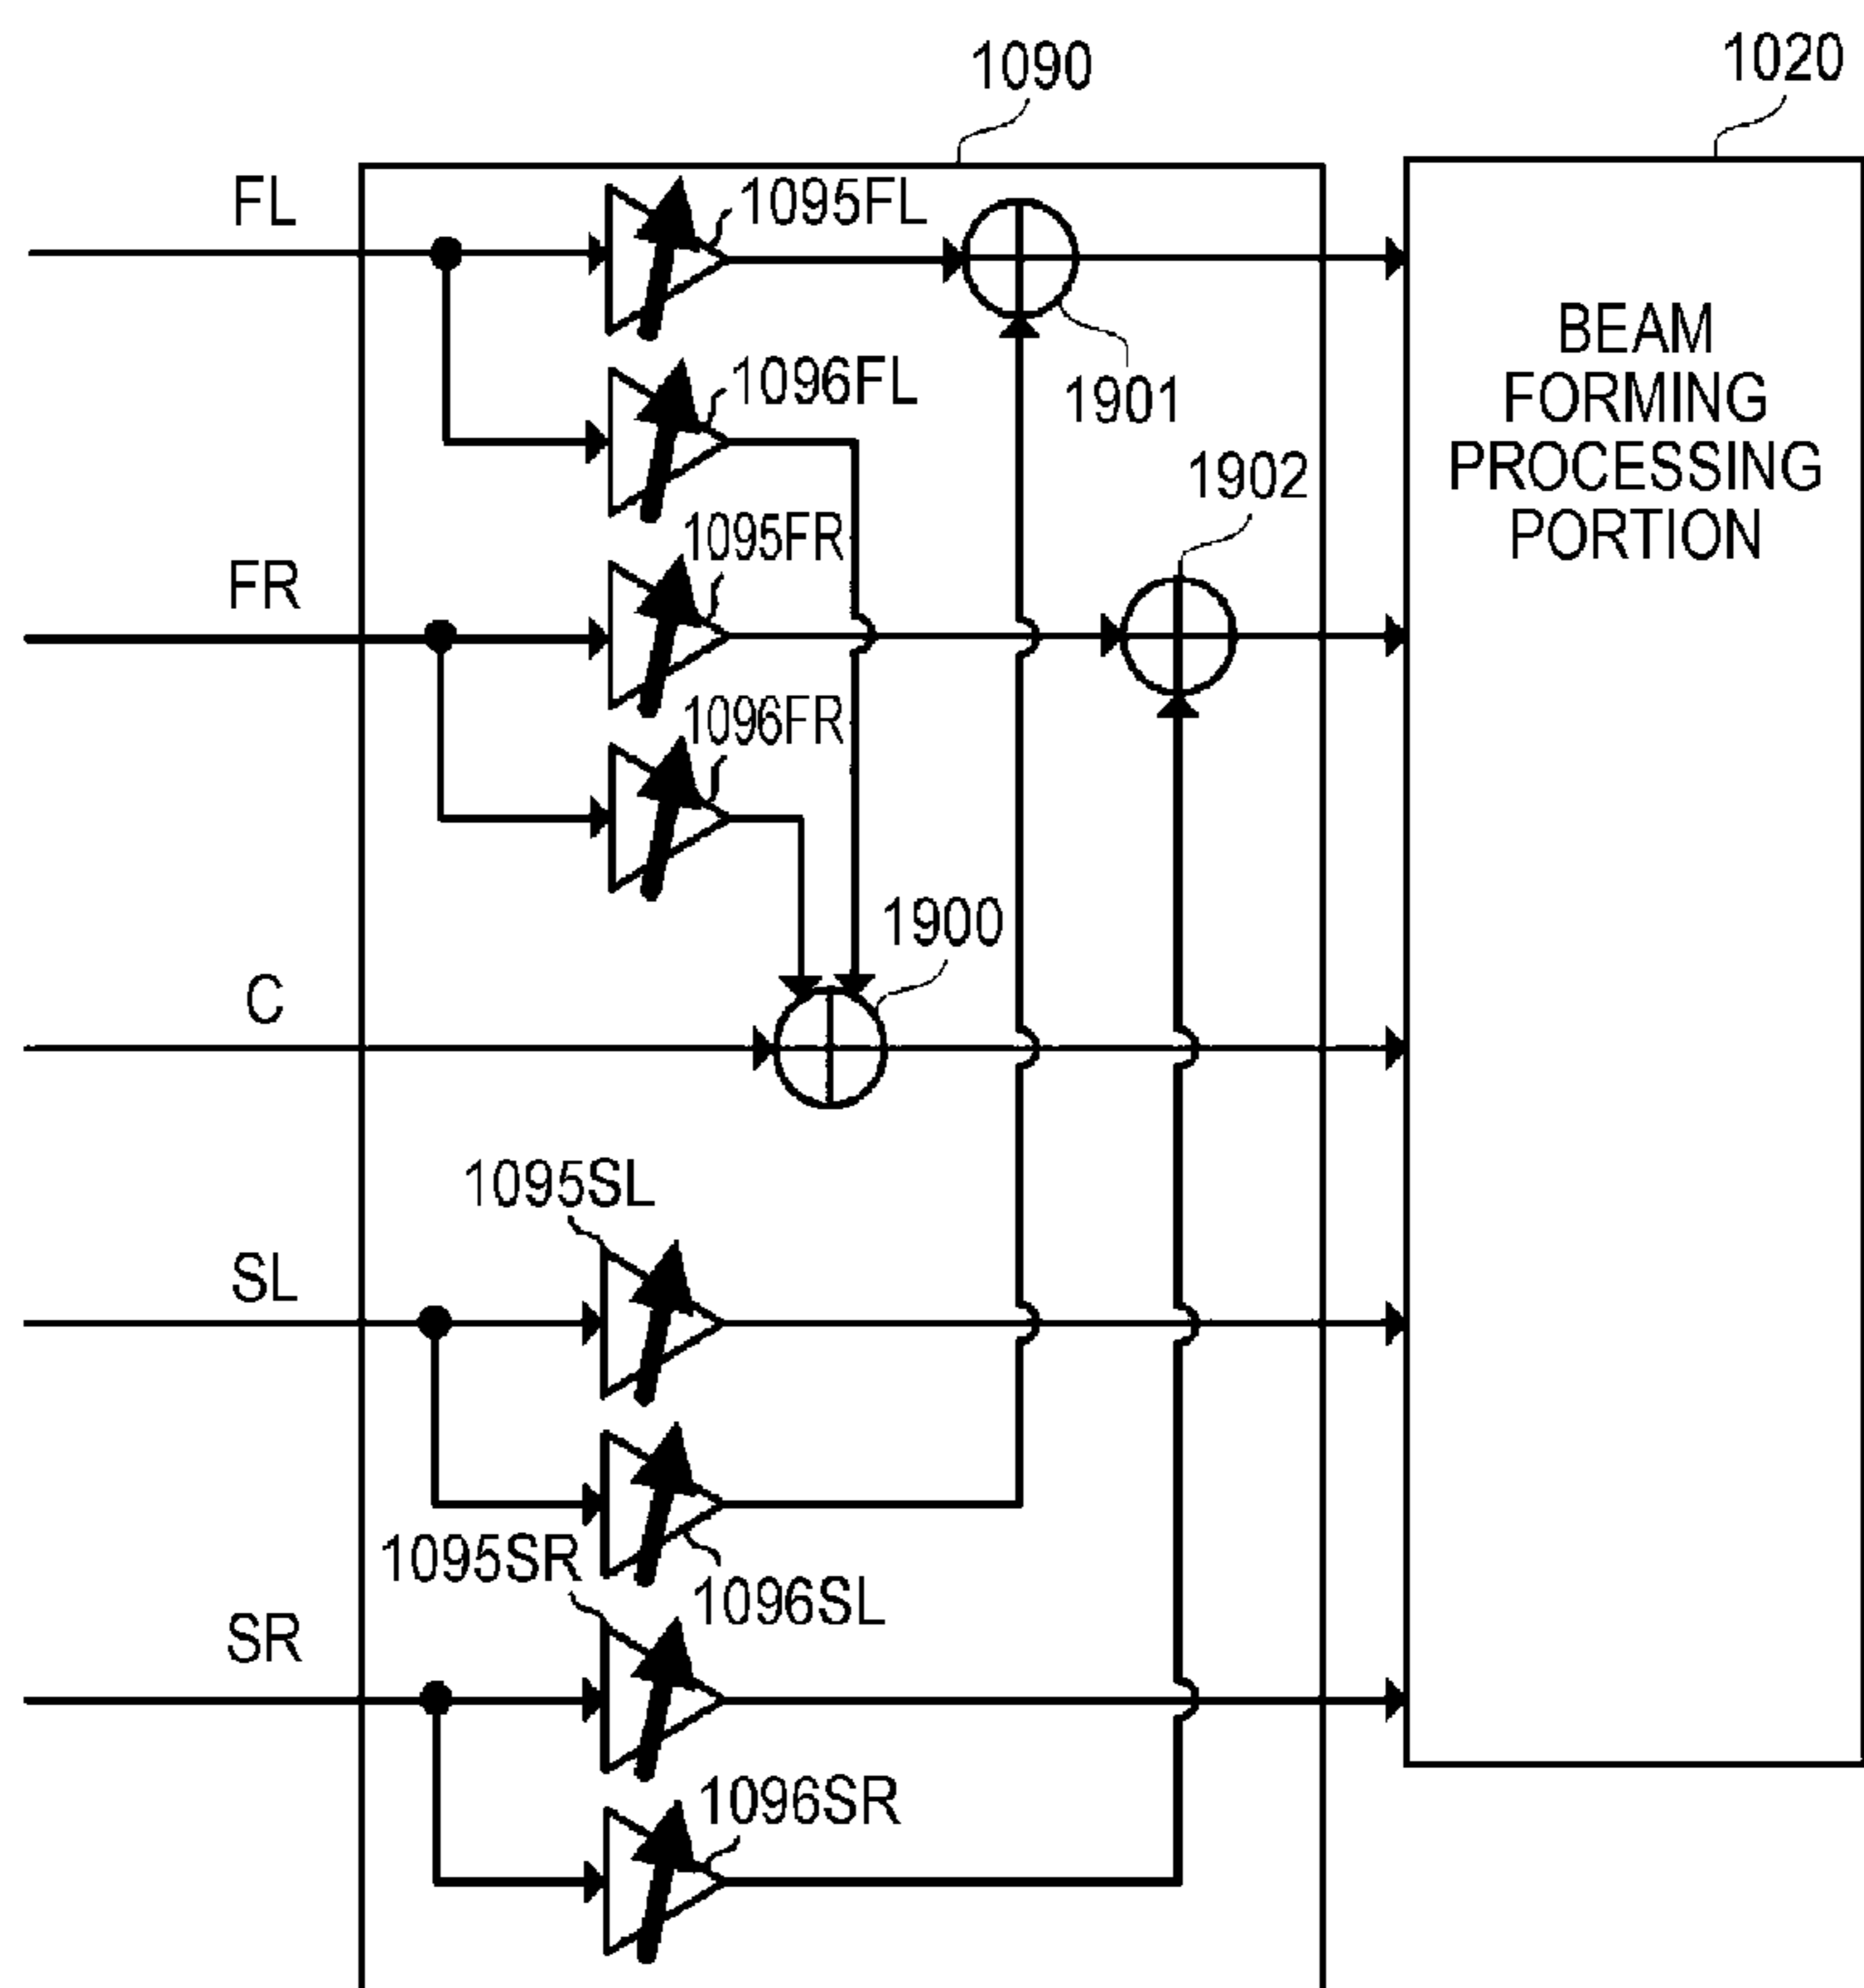 1090
1020
FL
1095FL
1096FL
1901
BEAM
FORMING
PROCESSING
PORTION
1902
1095FR
FR
1096FR
1900
C
1095SL
SL
1095SR
1096SL
SR
1096SR